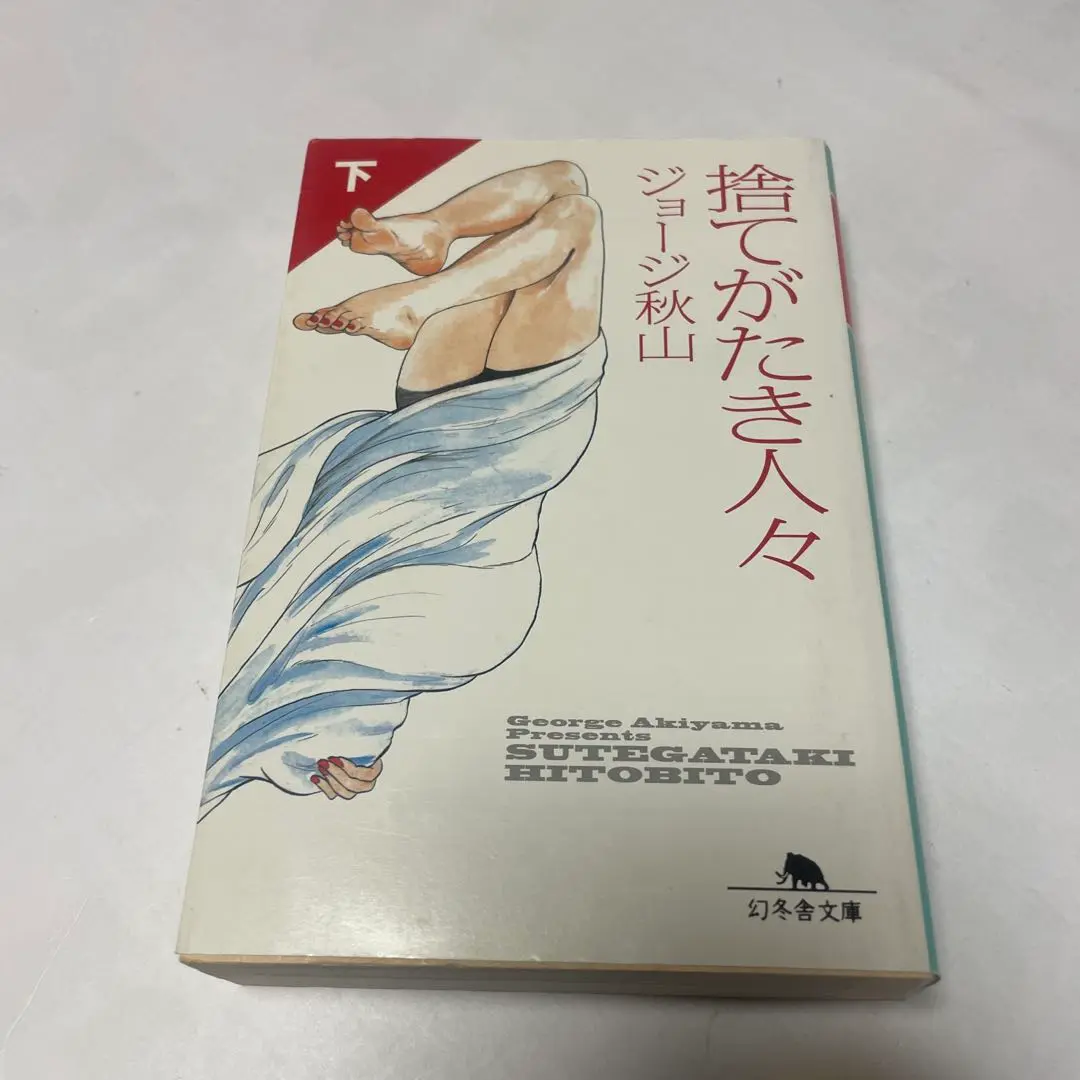 下
捨てがたき人々
ジョージ秋山
George Akiyama
Presents
SUTEGATAKI
HITOBITO
幻冬舎文庫